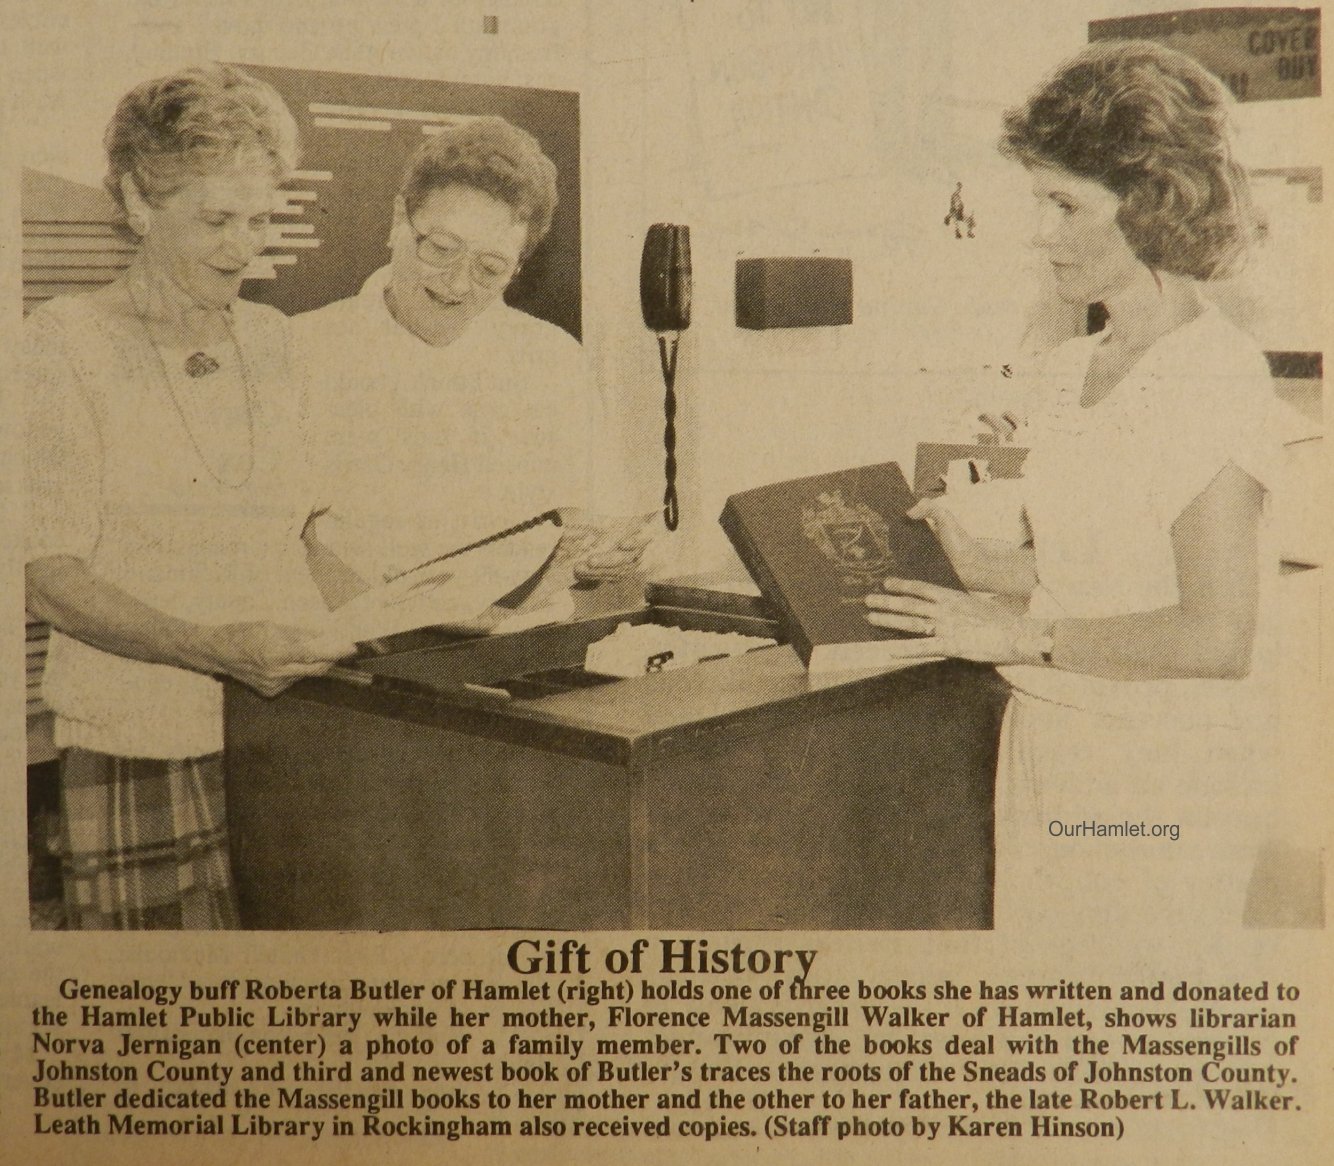 COVER
BUY
OurHamlet.org
Gift of History
Genealogy buff Roberta Butler of Hamlet (right) holds one of three books she has written and donated to
the Hamlet Public Library while her mother, Florence Massengill Walker of Hamlet, shows librarian
Norva Jernigan (center) a photo of a family member. Two of the books deal with the Massengills of
Johnston County and third and newest book of Butler's traces the roots of the Sneads of Johnston County.
Butler dedicated the Massengill books to her mother and the other to her father, the late Robert L. Walker.
Leath Memorial Library in Rockingham also received copies. (Staff photo by Karen Hinson)